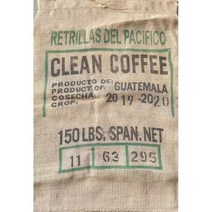 RETRILLAS DEL PACIFICO
CLEAN COFFEE
PRODUCTO DE:
PRODUCT OF: GUATEMALA
COSECHA:
CROP. 2019-2020
150 LBS. SPAN. NET
11 63 295